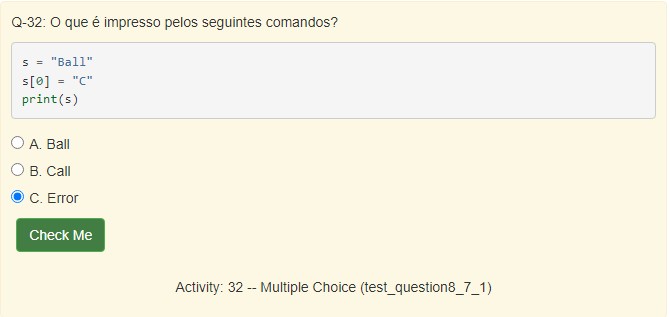 Q-32: O que é impresso pelos seguintes comandos?
s = "Ball"
s[0] = "C"
print(s)
A. Ball
B. Call
C. Error
Check Me
Activity: 32 -- Multiple Choice (test_question8_7_1)